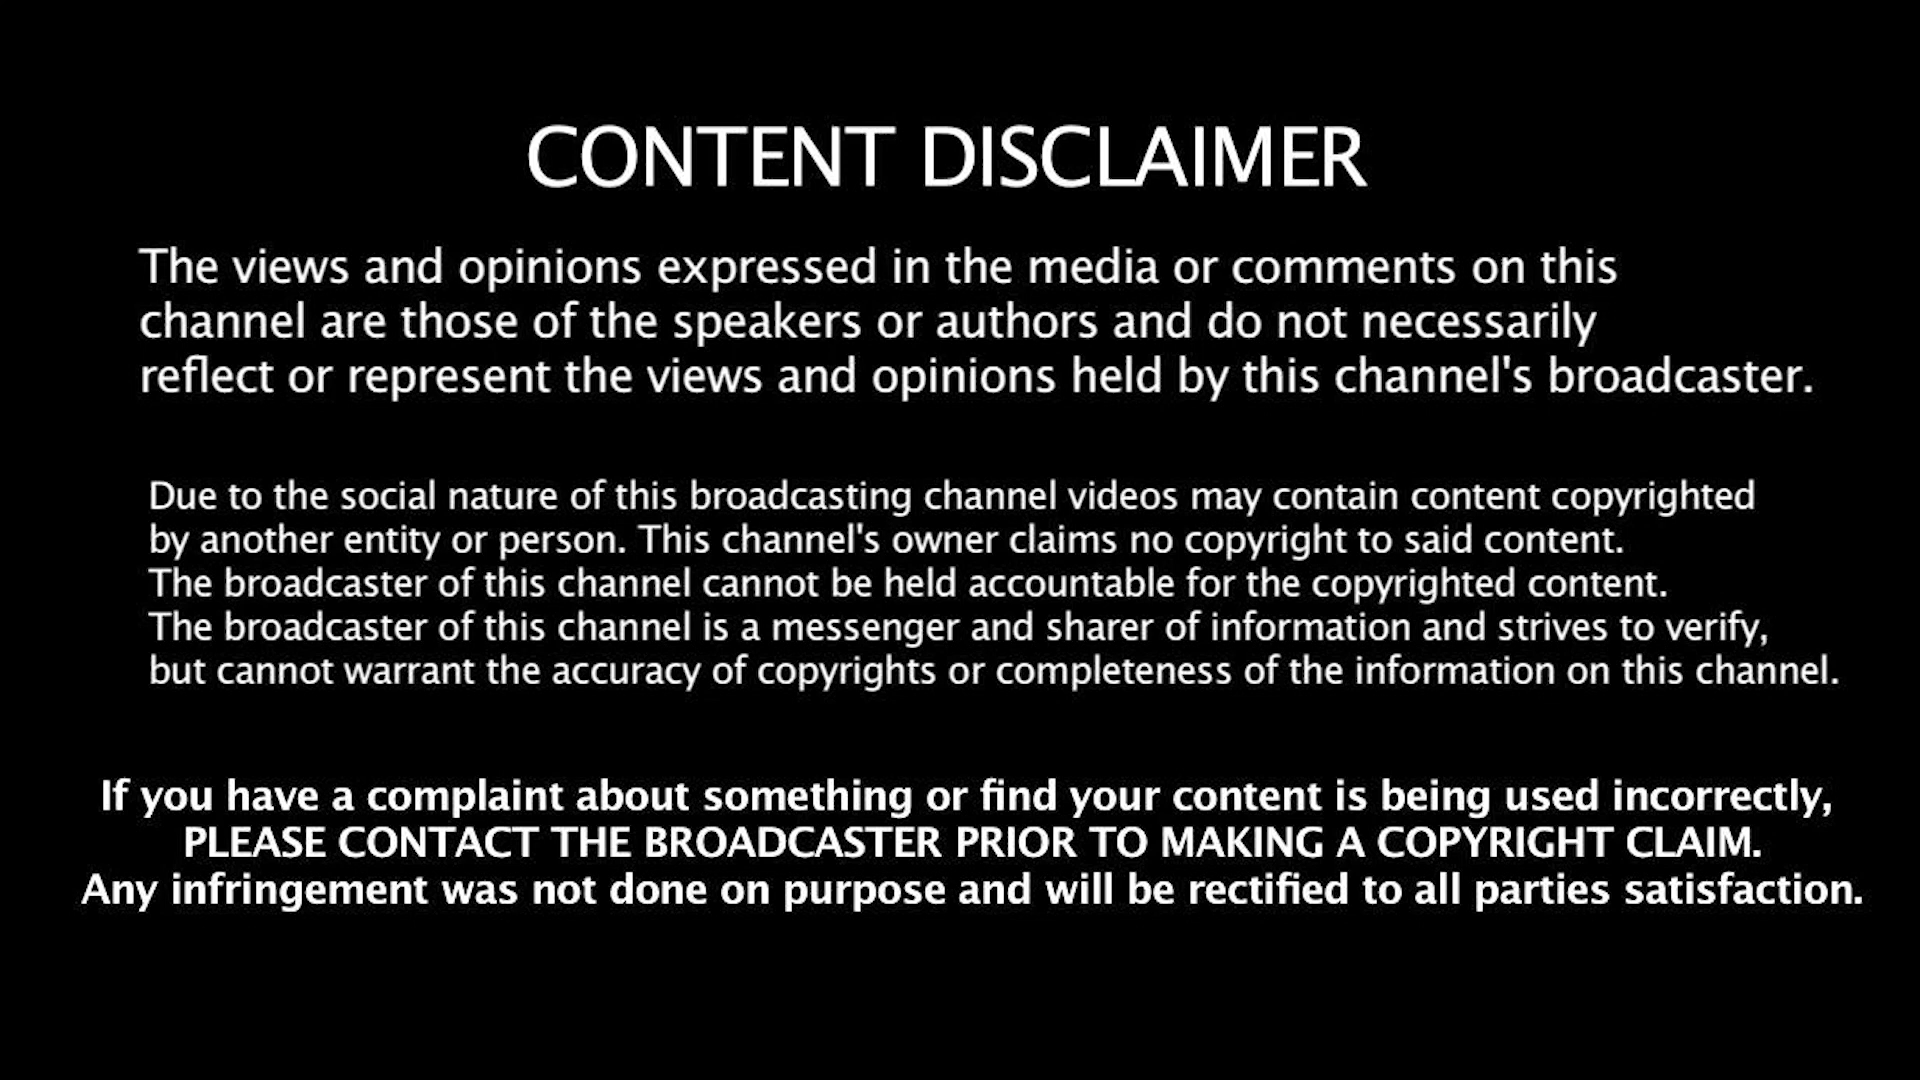 CONTENT DISCLAIMER
The views and opinions expressed in the media or comments on this
channel are those of the speakers or authors and do not necessarily
reflect or represent the views and opinions held by this channel's broadcaster.
Due to the social nature of this broadcasting channel videos may contain content copyrighted
by another entity or person. This channel's owner claims no copyright to said content.
The broadcaster of this channel cannot be held accountable for the copyrighted content.
The broadcaster of this channel is a messenger and sharer of information and strives to verify,
but cannot warrant the accuracy of copyrights or completeness of the information on this channel.
If you have a complaint about something or find your content is being used incorrectly,
PLEASE CONTACT THE BROADCASTER PRIOR TO MAKING A COPYRIGHT CLAIM.
Any infringement was not done on purpose and will be rectified to all parties satisfaction.